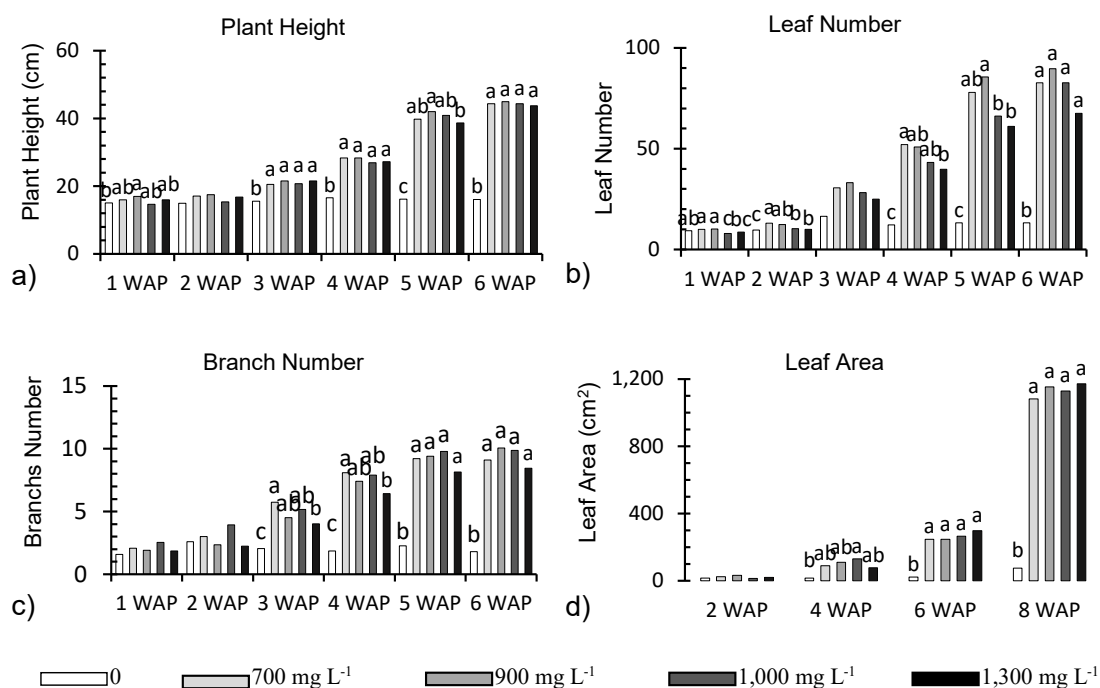 Plant Height
Plant Height (cm)
60
40
20
0
b ab a ab ab
b a a a a
b a a a a
c ab a ab b
b a a a a
1 WAP 2 WAP 3 WAP 4 WAP 5 WAP 6 WAP
a)
Leaf Number
Leaf Number
100
50
0
ab a a c bc
c a ab b b
c a ab ab b
c ab a b b
b a a a a
1 WAP 2 WAP 3 WAP 4 WAP 5 WAP 6 WAP
b)
Branch Number
Branchs Number
15
10
5
0
c a ab ab b
c a ab ab b
b a a a a
b a a a a
1 WAP 2 WAP 3 WAP 4 WAP 5 WAP 6 WAP
c)
Leaf Area
Leaf Area (cm²)
1,200
800
400
0
b ab ab a ab
b a a a a
b a a a a
2 WAP 4 WAP 6 WAP 8 WAP
d)
0 700 mg L⁻¹ 900 mg L⁻¹ 1,000 mg L⁻¹ 1,300 mg L⁻¹